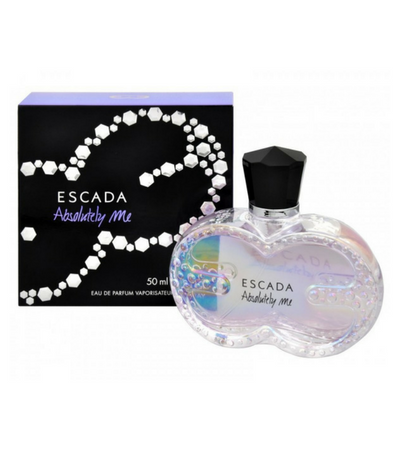 ESCADA
Absolutely Me
50 ml
EAU DE PARFUM VAPORISATEUR
ESCADA
Absolutely me